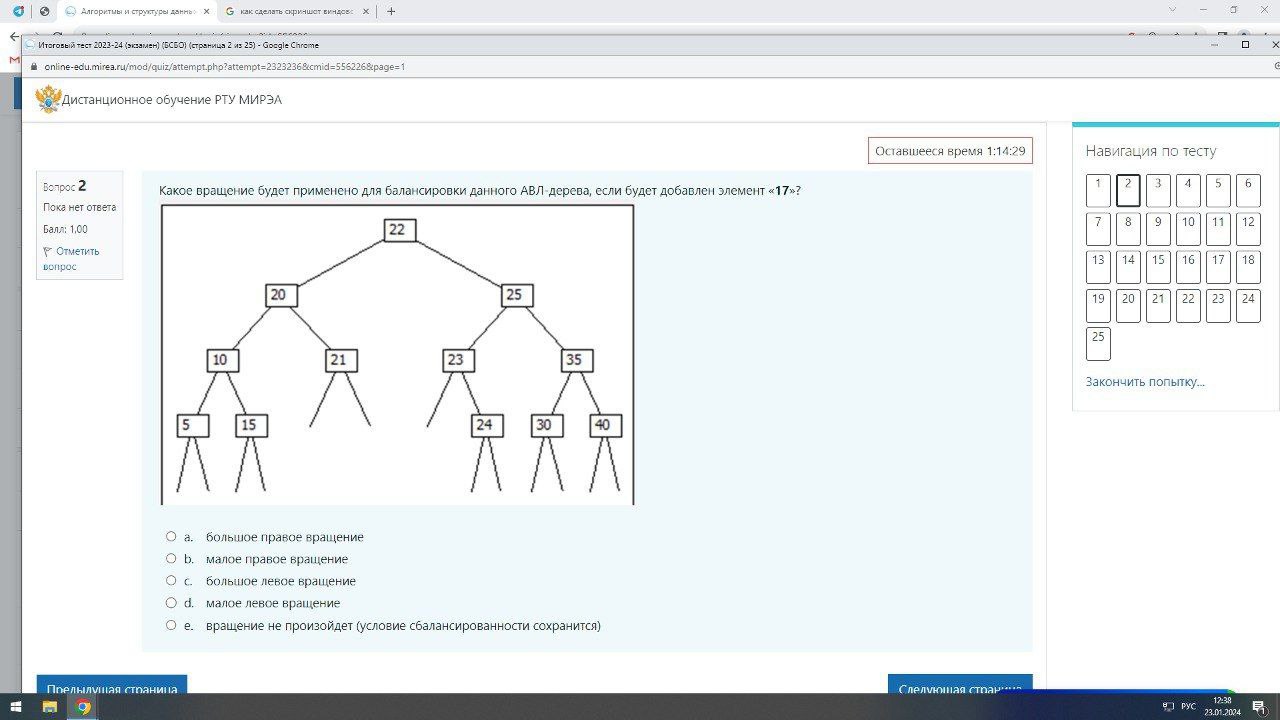 Алгоритмы и структуры данны
как сделать скриншот виндовс
Итоговый тест 2023-24 (экзамен) (БСБО) (страница 2 из 25) - Google Chrome
online-edu.mirea.ru/mod/quiz/attempt.php?attempt=2323236&cmid=556226&page=1
Дистанционное обучение РТУ МИРЭА
Оставшееся время 1:14:29
Вопрос 2
Пока нет ответа
Балл: 1,00
Отметить
вопрос
Какое вращение будет применено для балансировки данного АВЛ-дерева, если будет добавлен элемент «17»?
22
20 25
10 21 23 35
5 15 24 30 40
a. большое правое вращение
b. малое правое вращение
c. большое левое вращение
d. малое левое вращение
e. вращение не произойдет (условие сбалансированности сохранится)
Предыдущая страница
Следующая страница
Навигация по тесту
1 2 3 4 5 6
7 8 9 10 11 12
13 14 15 16 17 18
19 20 21 22 23 24
25
Закончить попытку...
РУС
12:38
23.01.2024